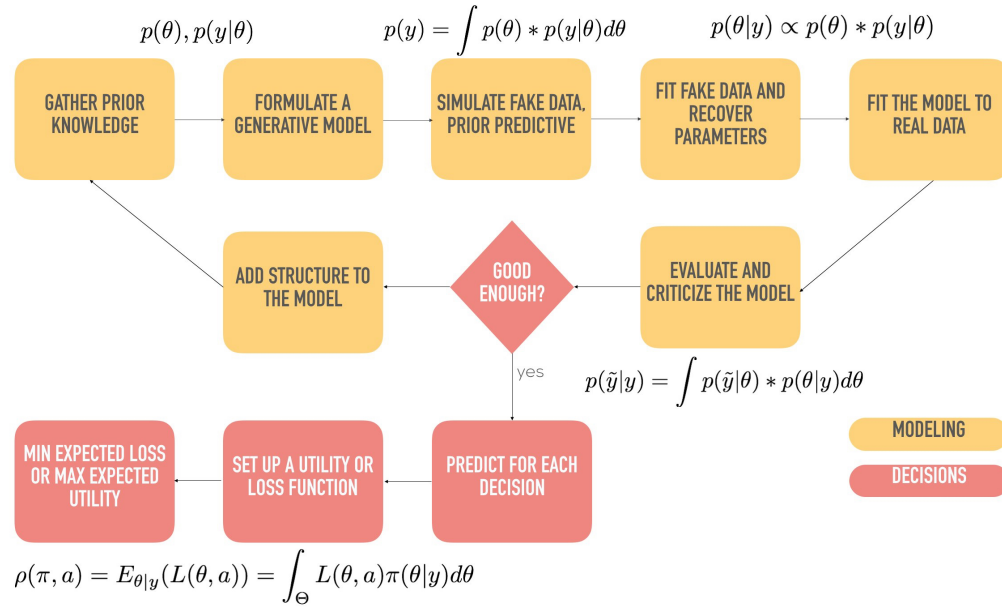 p(θ), p(y|θ)
p(y) = ∫ p(θ) * p(y|θ)dθ
p(θ|y) ∝ p(θ) * p(y|θ)
GATHER PRIOR
KNOWLEDGE
FORMULATE A
GENERATIVE MODEL
SIMULATE FAKE DATA,
PRIOR PREDICTIVE
FIT FAKE DATA AND
RECOVER
PARAMETERS
FIT THE MODEL TO
REAL DATA
ADD STRUCTURE TO
THE MODEL
GOOD
ENOUGH?
EVALUATE AND
CRITICIZE THE MODEL
yes
p(ỹ|y) = ∫ p(ỹ|θ) * p(θ|y)dθ
MIN EXPECTED LOSS
OR MAX EXPECTED
UTILITY
SET UP A UTILITY OR
LOSS FUNCTION
PREDICT FOR EACH
DECISION
MODELING
DECISIONS
ρ(π, a) = E_{θ|y}(L(θ, a)) = ∫_Θ L(θ, a)π(θ|y)dθ